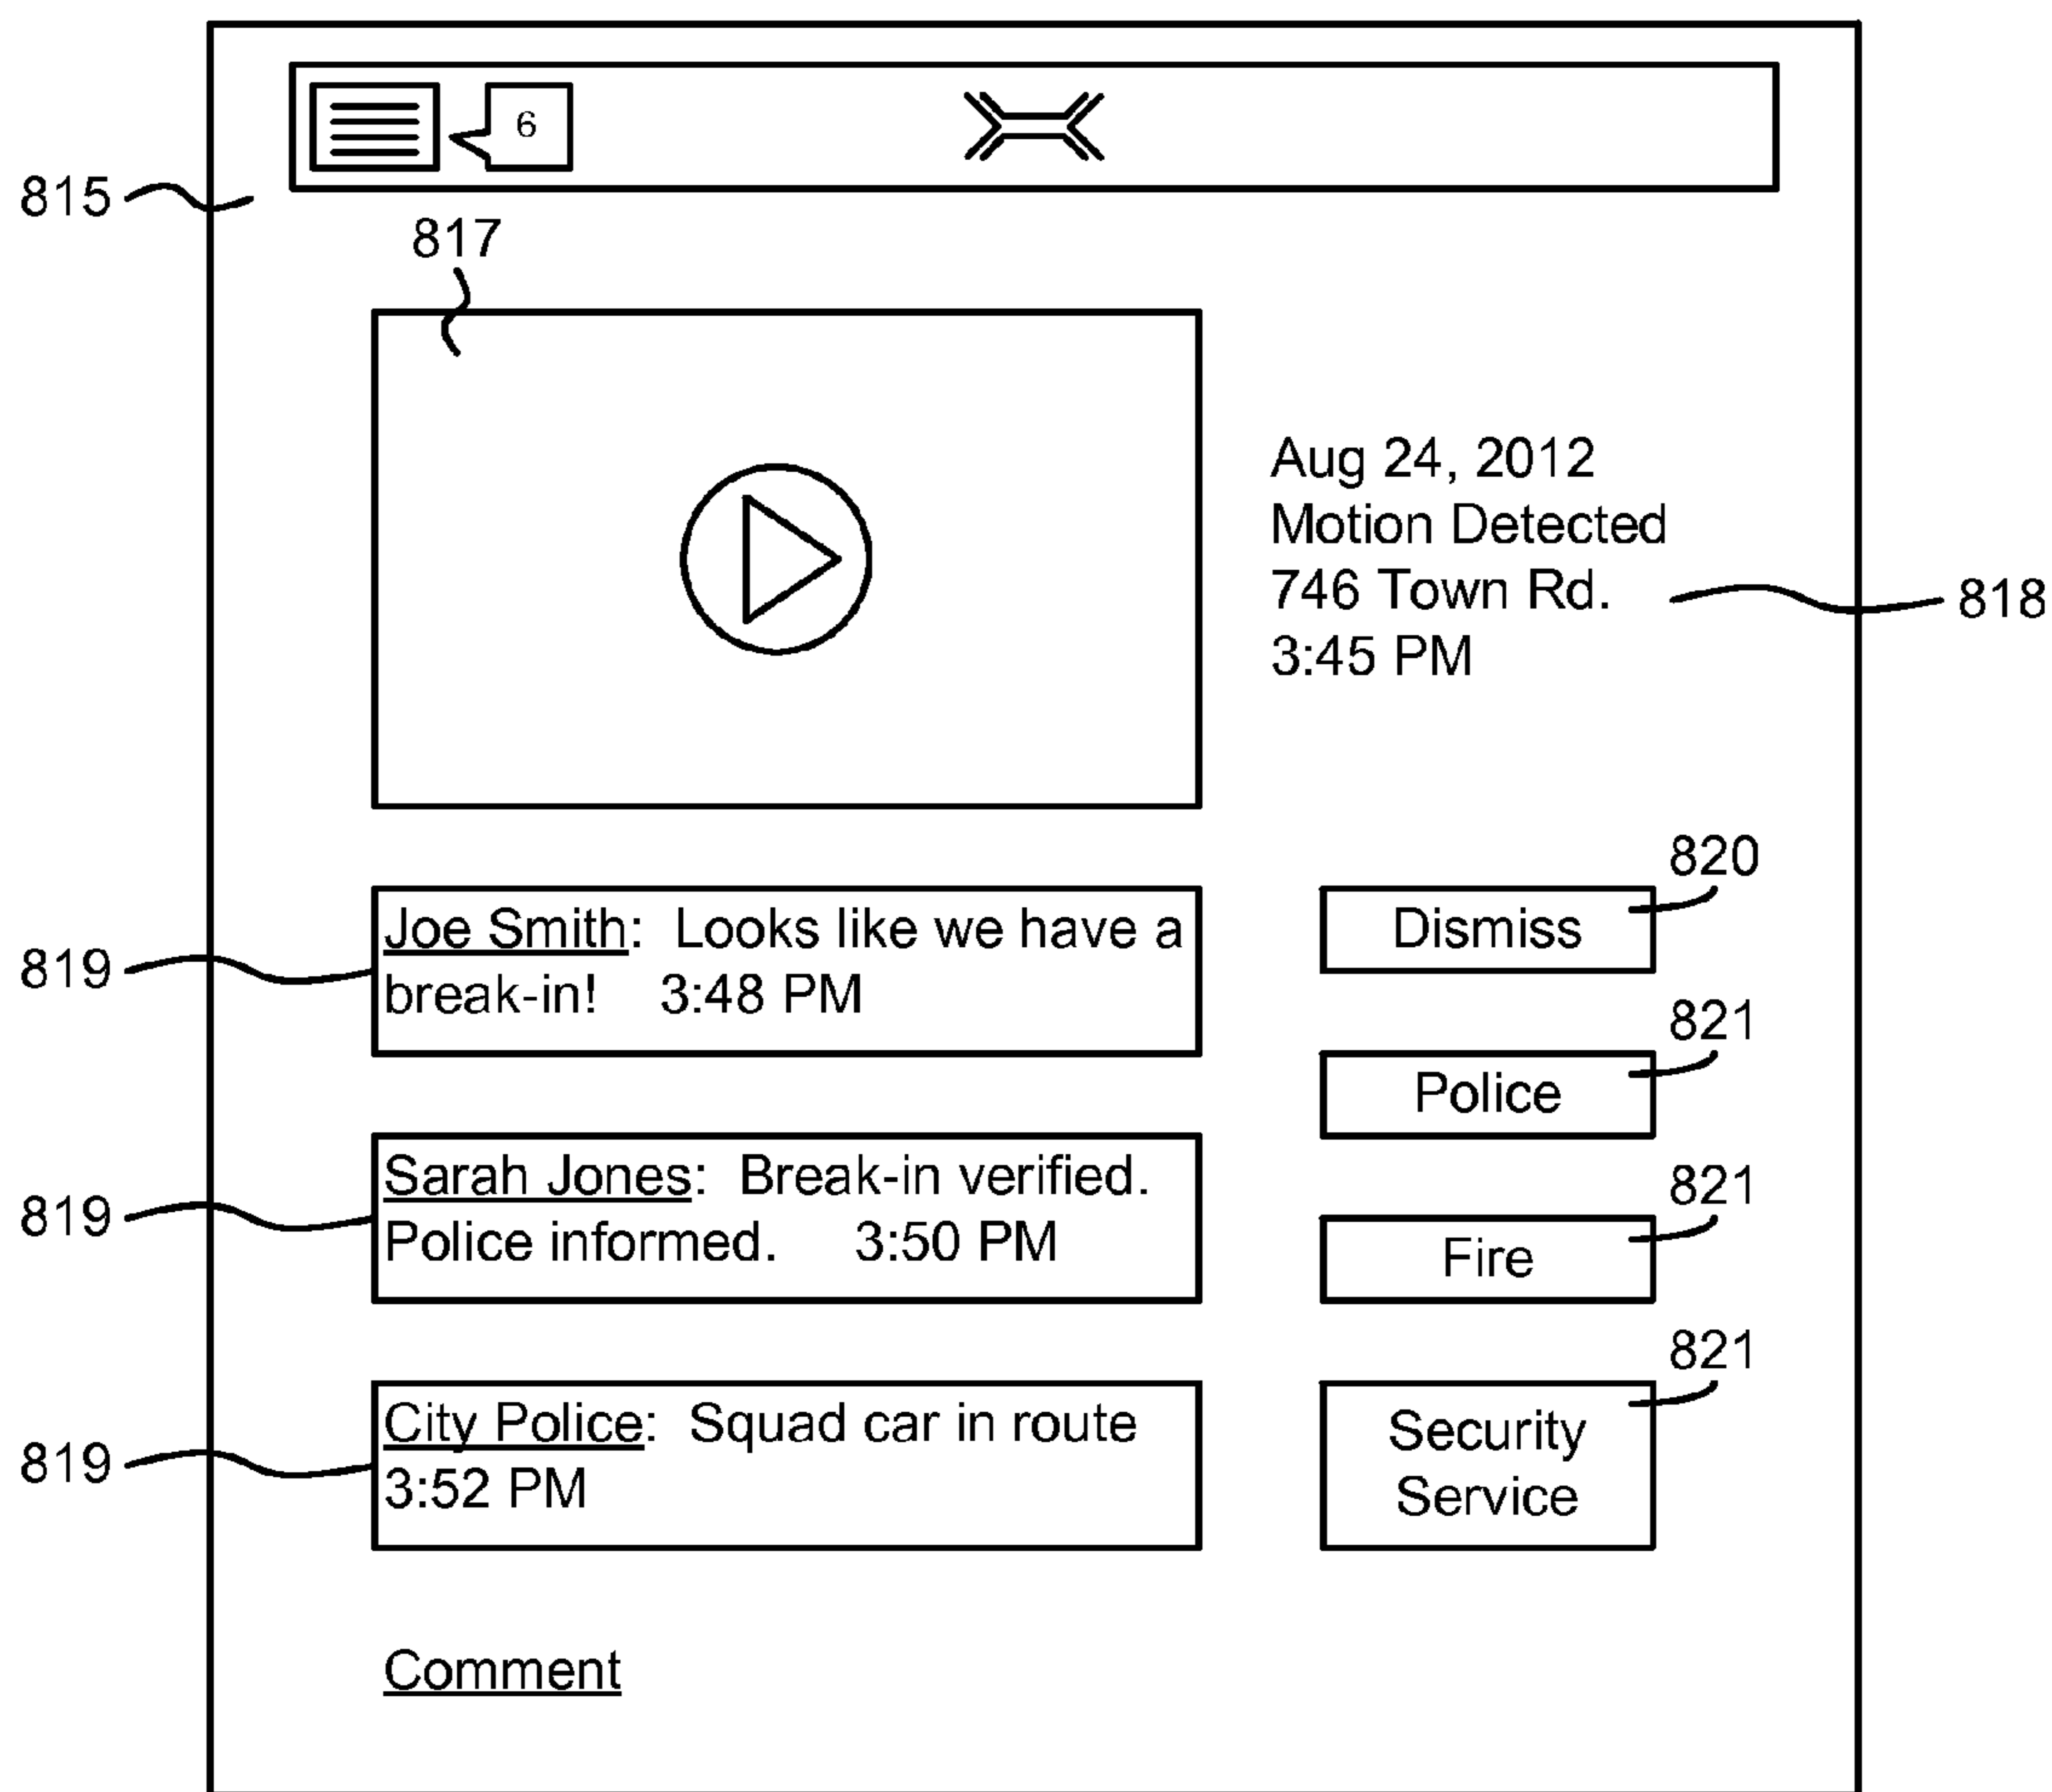 6
815
817
Aug 24, 2012
Motion Detected
746 Town Rd.
3:45 PM
818
819
Joe Smith: Looks like we have a
break-in! 3:48 PM
820
Dismiss
821
Police
819
Sarah Jones: Break-in verified.
Police informed. 3:50 PM
821
Fire
819
City Police: Squad car in route
3:52 PM
821
Security
Service
Comment